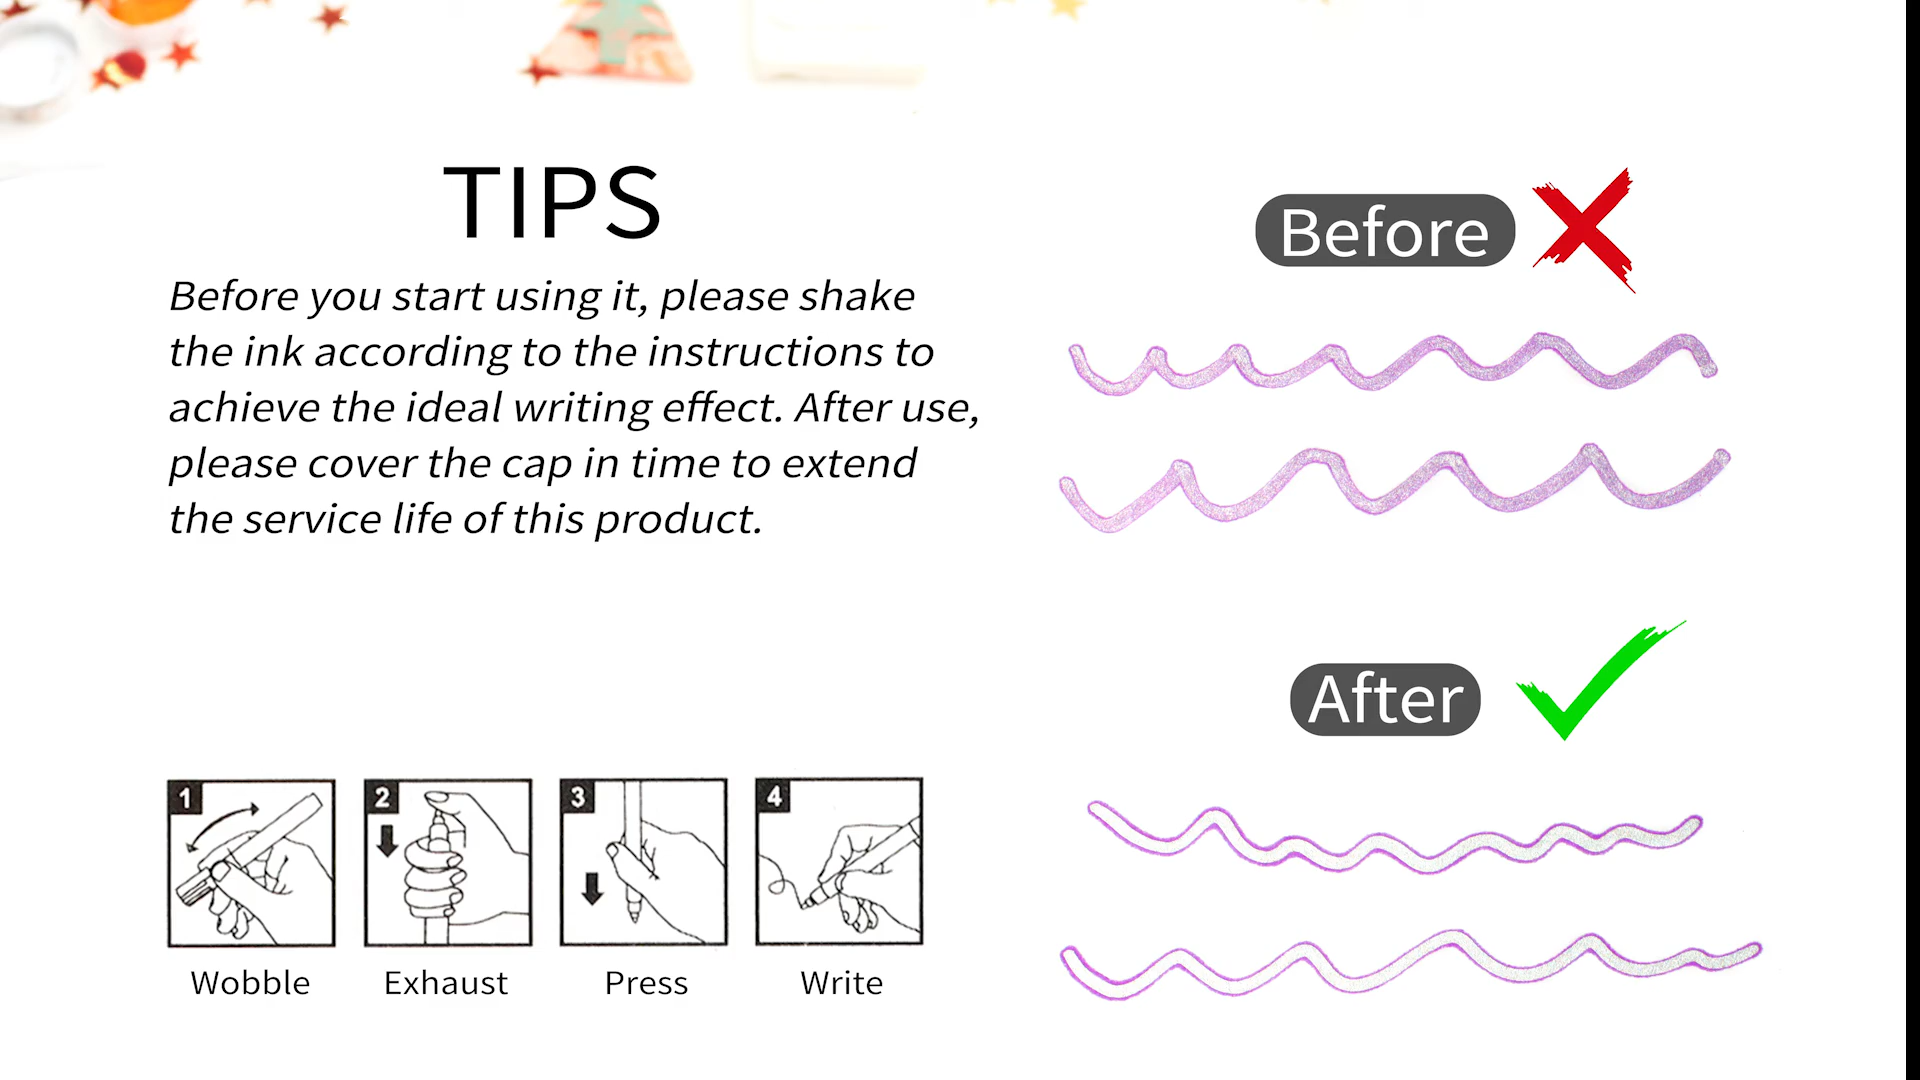 TIPS
Before you start using it, please shake
the ink according to the instructions to
achieve the ideal writing effect. After use,
please cover the cap in time to extend
the service life of this product.
Before
After
1
2
3
4
Wobble
Exhaust
Press
Write